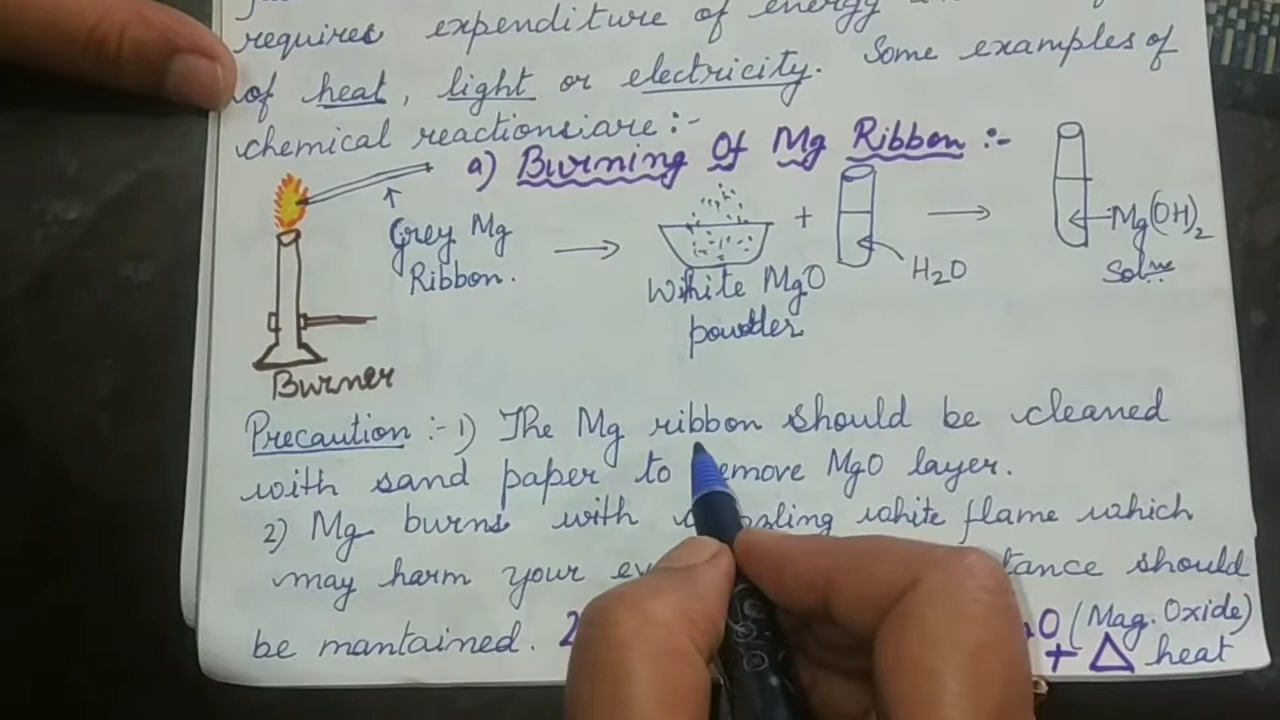 requires expenditure of energy
of heat, light or electricity. Some examples of
chemical reactions are :-
a) Burning Of Mg Ribbon :-
Grey Mg
Ribbon.
White MgO
powder
+
H2O
Mg(OH)2
Burner
Precaution :- 1) The Mg ribbon should be cleaned
with sand paper to remove MgO layer.
2) Mg burns with white flame which
may harm your should
be mantained. 2 O (Mag. Oxide)
+ Δ heat